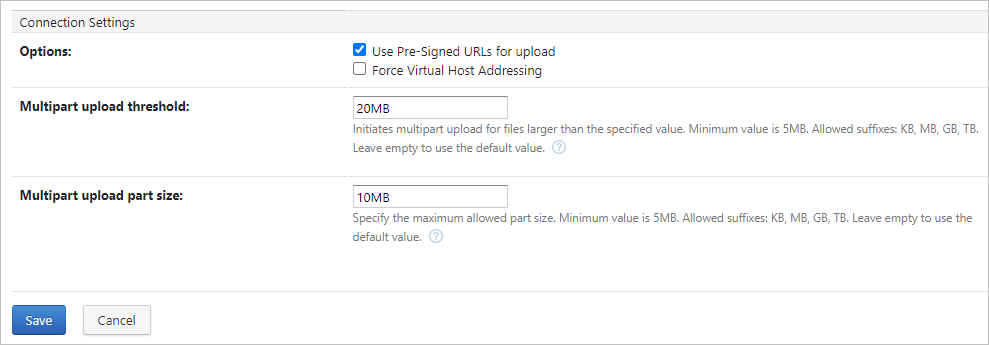 Connection Settings
Options:
Use Pre-Signed URLs for upload
Force Virtual Host Addressing
Multipart upload threshold:
20MB
Initiates multipart upload for files larger than the specified value. Minimum value is 5MB. Allowed suffixes: KB, MB, GB, TB.
Leave empty to use the default value. ?
Multipart upload part size:
10MB
Specify the maximum allowed part size. Minimum value is 5MB. Allowed suffixes: KB, MB, GB, TB. Leave empty to use the
default value. ?
Save
Cancel